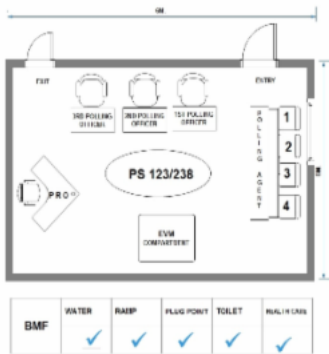 EXIT
ENTRY
3RD POLLING
OFFICER
2ND POLLING
OFFICER
1ST POLLING
OFFICER
POLLING AGENT
1
2
3
4
PS 123/238
PRO
EVM
COMPARTMENT
BMF
WATER
RAMP
PLUG POINT
TOILET
HEALTH CARE